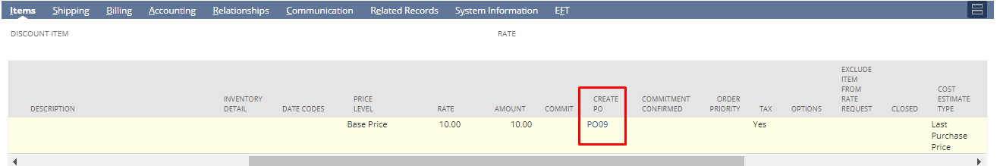 Items Shipping Billing Accounting Relationships Communication Related Records System Information EFT
DISCOUNT ITEM RATE
DESCRIPTION
INVENTORY
DETAIL
DATE CODES
PRICE
LEVEL
RATE
AMOUNT
COMMIT
CREATE
PO
COMMITMENT
CONFIRMED
ORDER
PRIORITY
TAX
OPTIONS
EXCLUDE
ITEM
FROM
RATE
REQUEST
CLOSED
COST
ESTIMATE
TYPE
Base Price 10.00 10.00 PO09 Yes Last
Purchase
Price